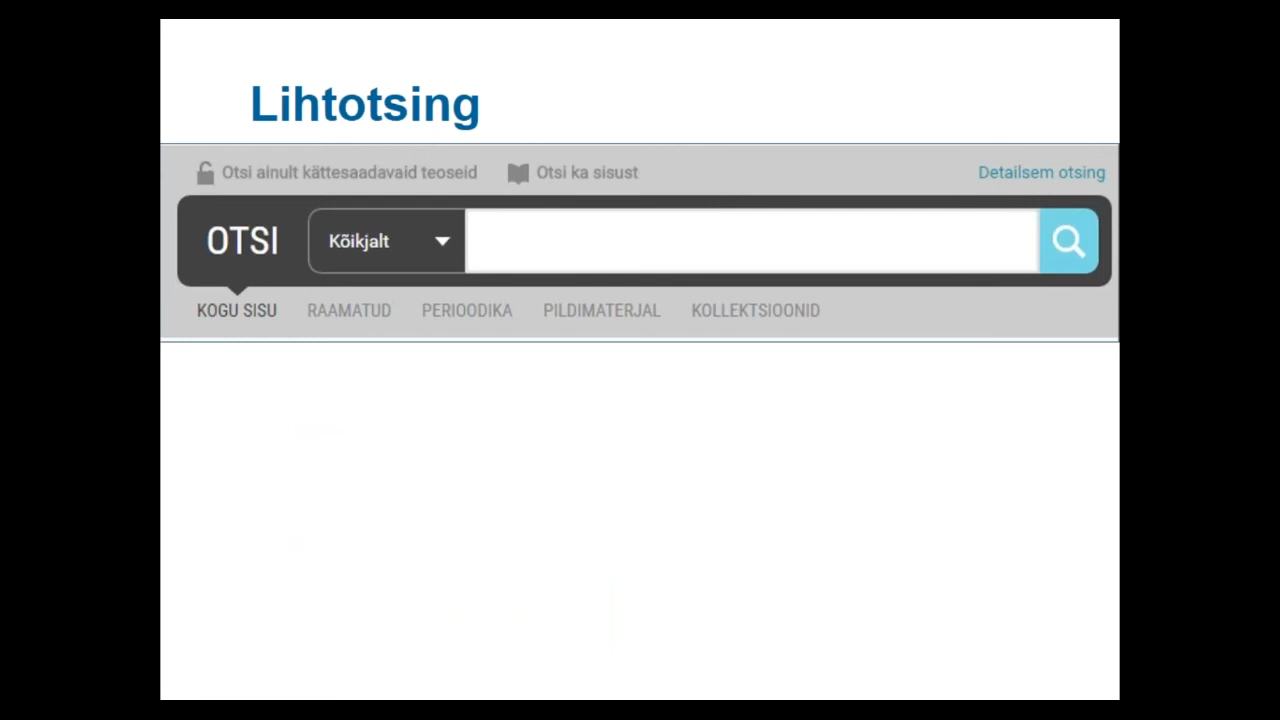 Lihtotsing
Otsi ainult kättesaadavaid teoseid Otsi ka sisust Detailsem otsing
OTSI Kõikjalt
KOGU SISU RAAMATUD PERIOODIKA PILDIMATERJAL KOLLEKTSIOONID